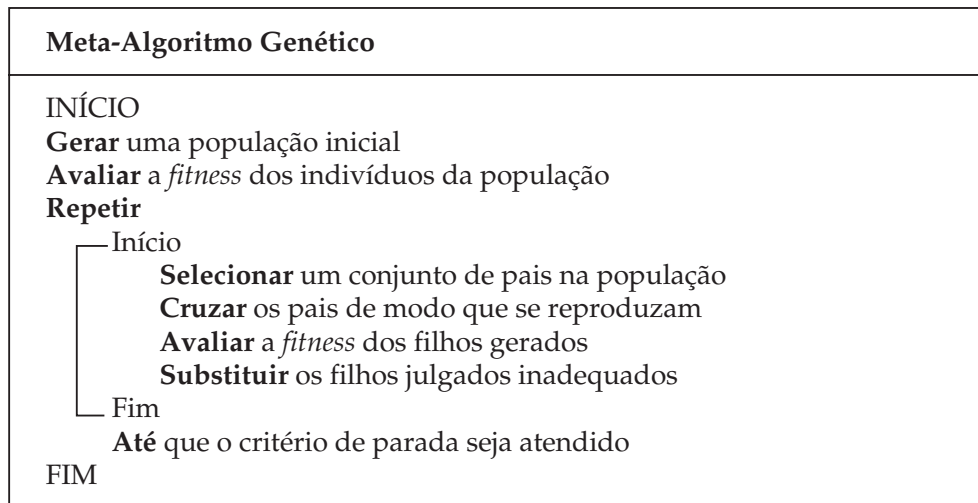 Meta-Algoritmo Genético
INÍCIO
Gerar uma população inicial
Avaliar a fitness dos indivíduos da população
Repetir
Início
Selecionar um conjunto de pais na população
Cruzar os pais de modo que se reproduzam
Avaliar a fitness dos filhos gerados
Substituir os filhos julgados inadequados
Fim
Até que o critério de parada seja atendido
FIM